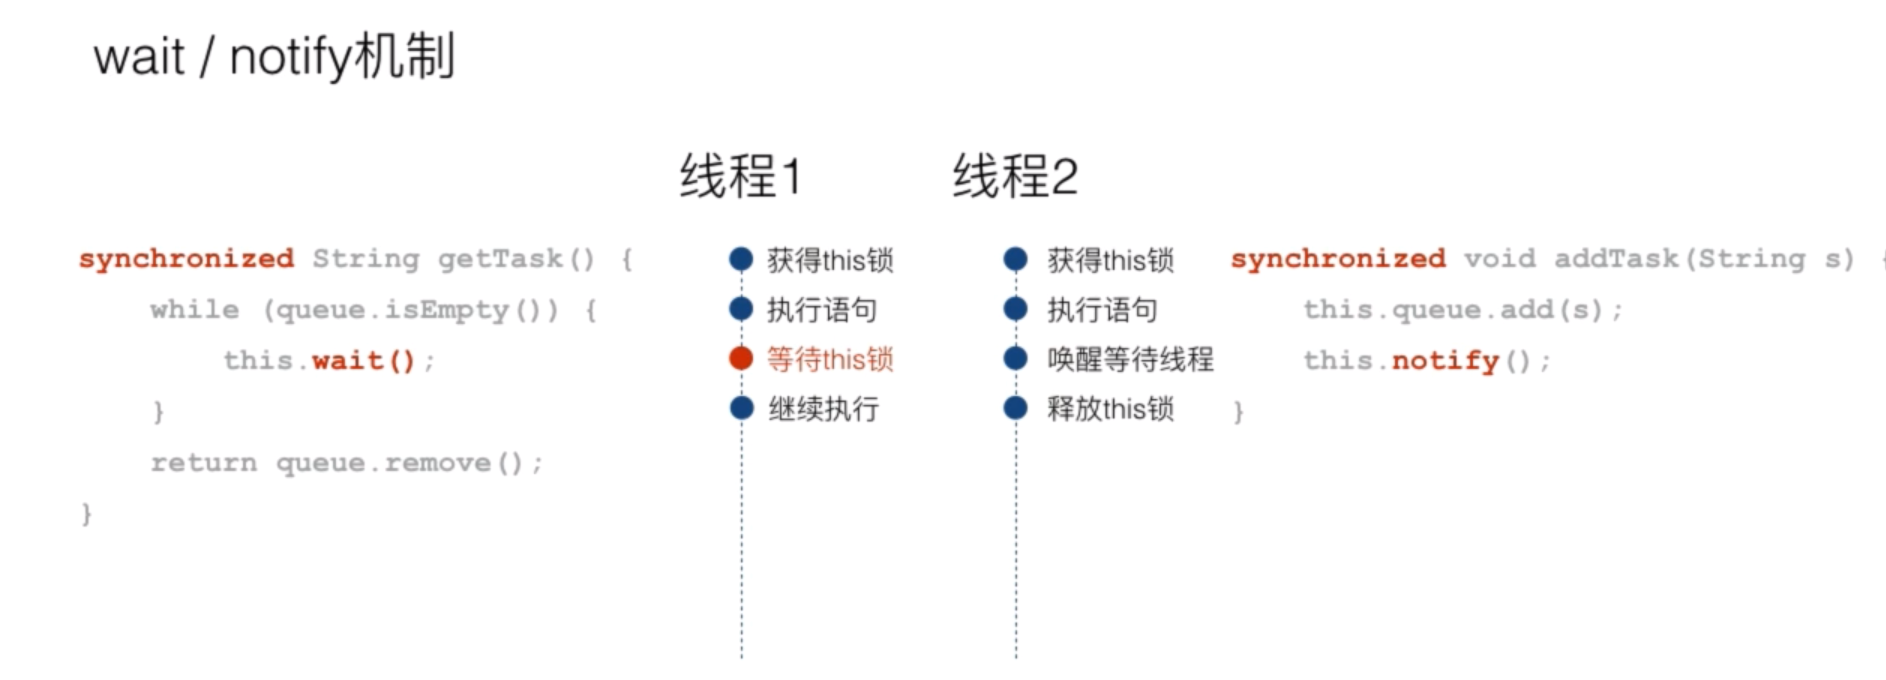 wait / notify机制
线程1
线程2
synchronized String getTask() {
while (queue.isEmpty()) {
this.wait();
}
return queue.remove();
}
获得this锁
执行语句
等待this锁
继续执行
获得this锁
执行语句
唤醒等待线程
释放this锁
synchronized void addTask(String s) {
this.queue.add(s);
this.notify();
}